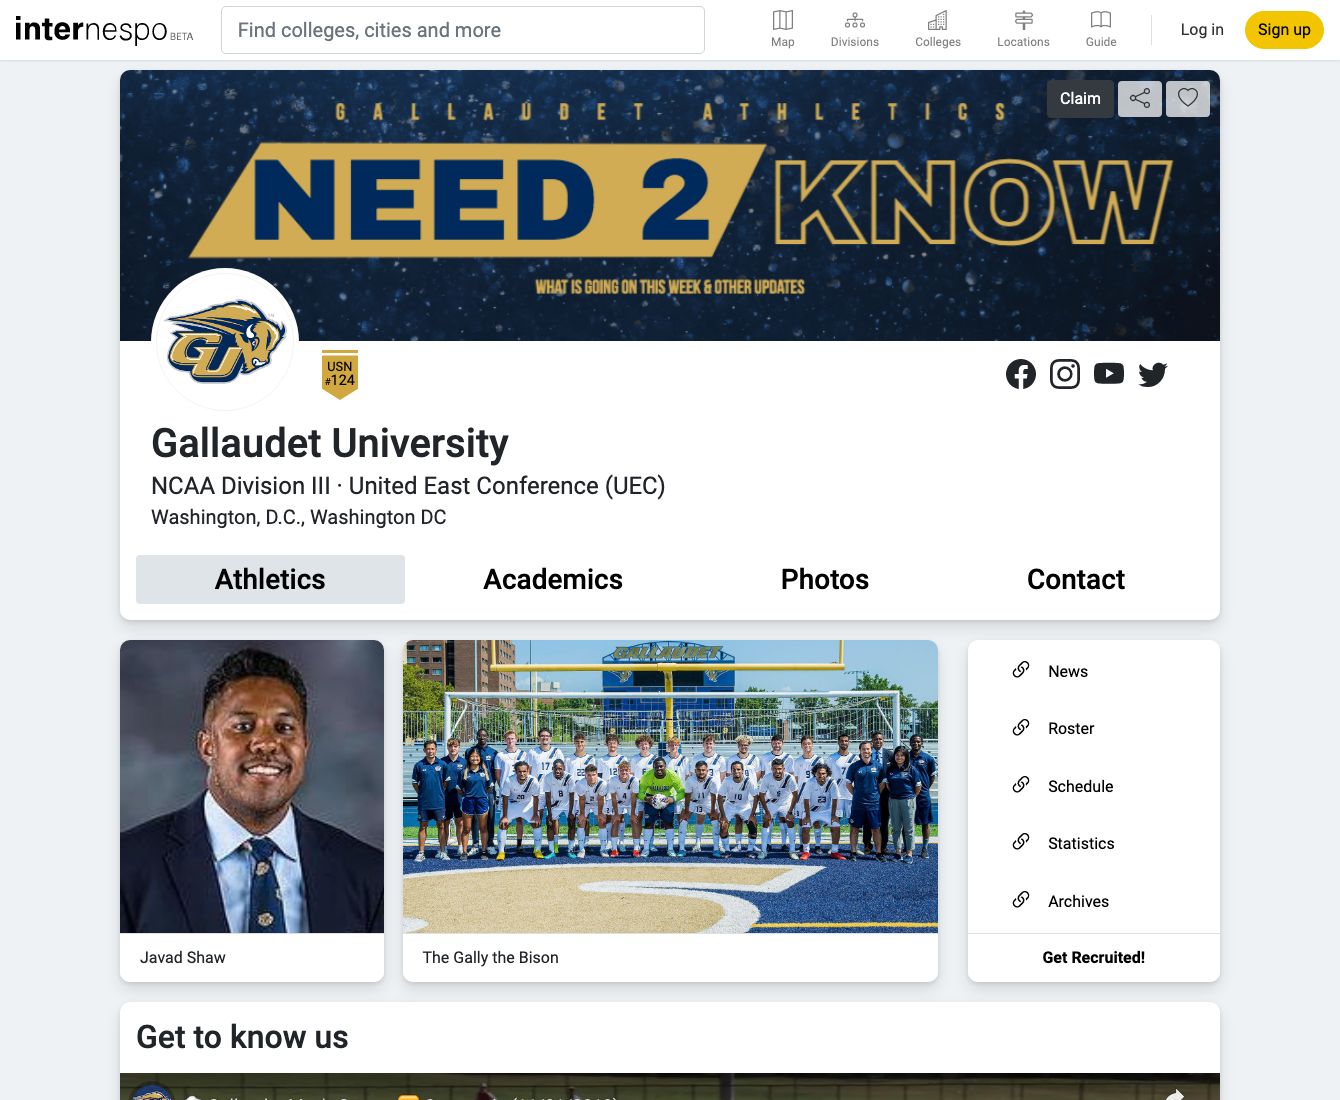 internespo BETA
Find colleges, cities and more
Map
Divisions
Colleges
Locations
Guide
Log in
Sign up
GALLAUDET ATHLETICS
Claim
NEED 2 KNOW
WHAT IS GOING ON THIS WEEK & OTHER UPDATES
GU
USN
#124
Gallaudet University
NCAA Division III · United East Conference (UEC)
Washington, D.C., Washington DC
Athletics
Academics
Photos
Contact
GALLAUDET
Javad Shaw
The Gally the Bison
News
Roster
Schedule
Statistics
Archives
Get Recruited!
Get to know us